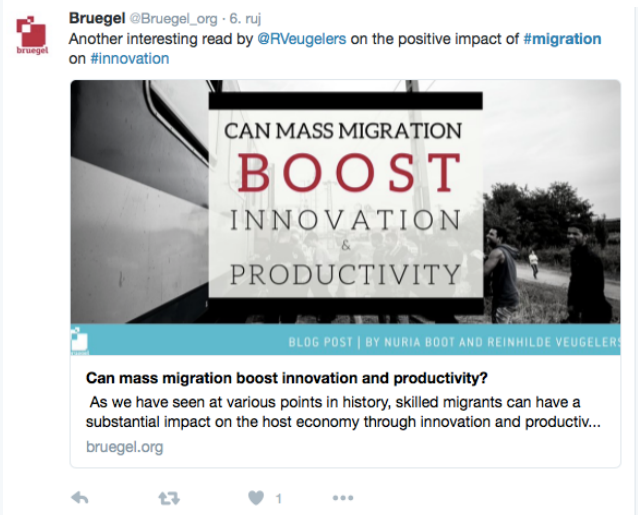 Bruegel @Bruegel_org · 6. ruj
Another interesting read by @RVeugelers on the positive impact of #migration
on #innovation
bruegel
CAN MASS MIGRATION
BOOST
INNOVATION
&
PRODUCTIVITY
BLOG POST | BY NURIA BOOT AND REINHILDE VEUGELERS
Can mass migration boost innovation and productivity?
As we have seen at various points in history, skilled migrants can have a
substantial impact on the host economy through innovation and productiv...
bruegel.org
1